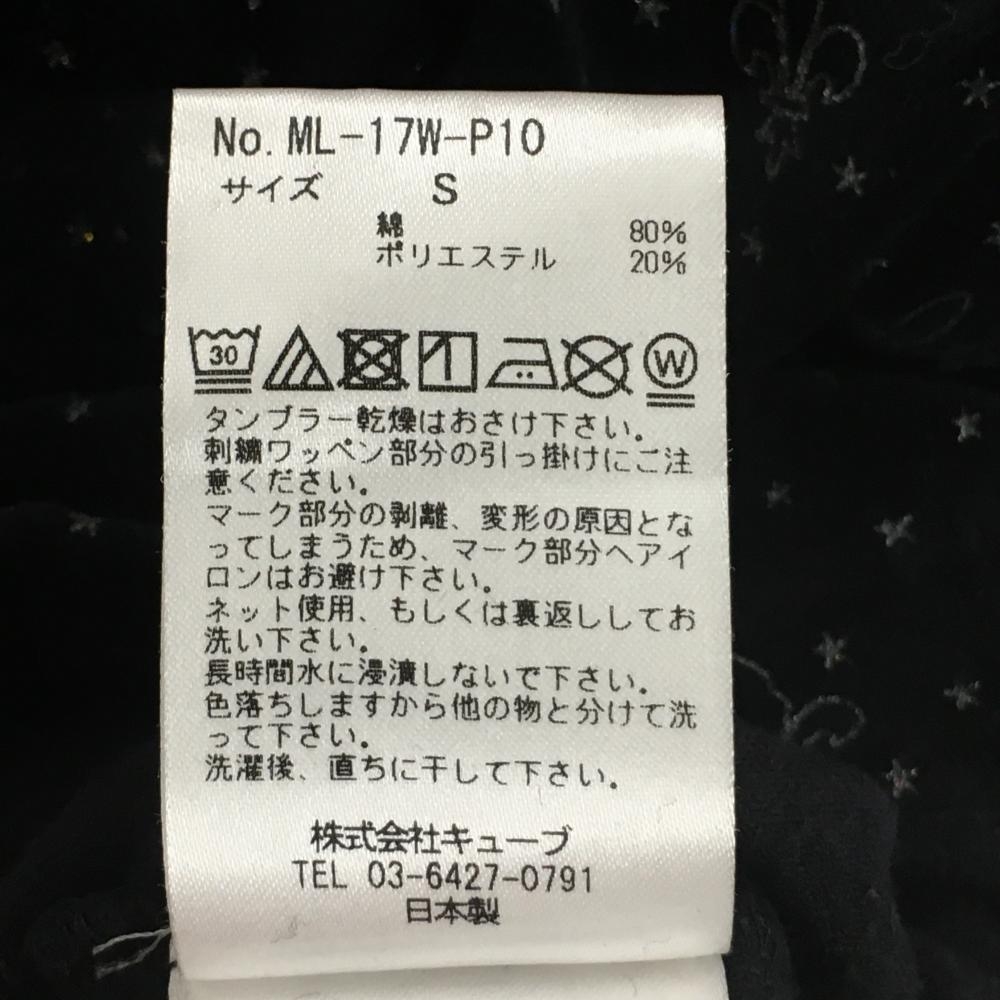 No. ML-17W-P10
サイズ S
綿 80%
ポリエステル 20%
30 W
タンブラー乾燥はおさけ下さい。
刺繍ワッペン部分の引っ掛けにご注
意ください。
マーク部分の剥離、変形の原因とな
ってしまうため、マーク部分へアイ
ロンはお避け下さい。
ネット使用、もしくは裏返ししてお
洗い下さい。
長時間水に浸漬しないで下さい。
色落ちしますから他の物と分けて洗
って下さい。
洗濯後、直ちに干して下さい。
株式会社キューブ
TEL 03-6427-0791
日本製